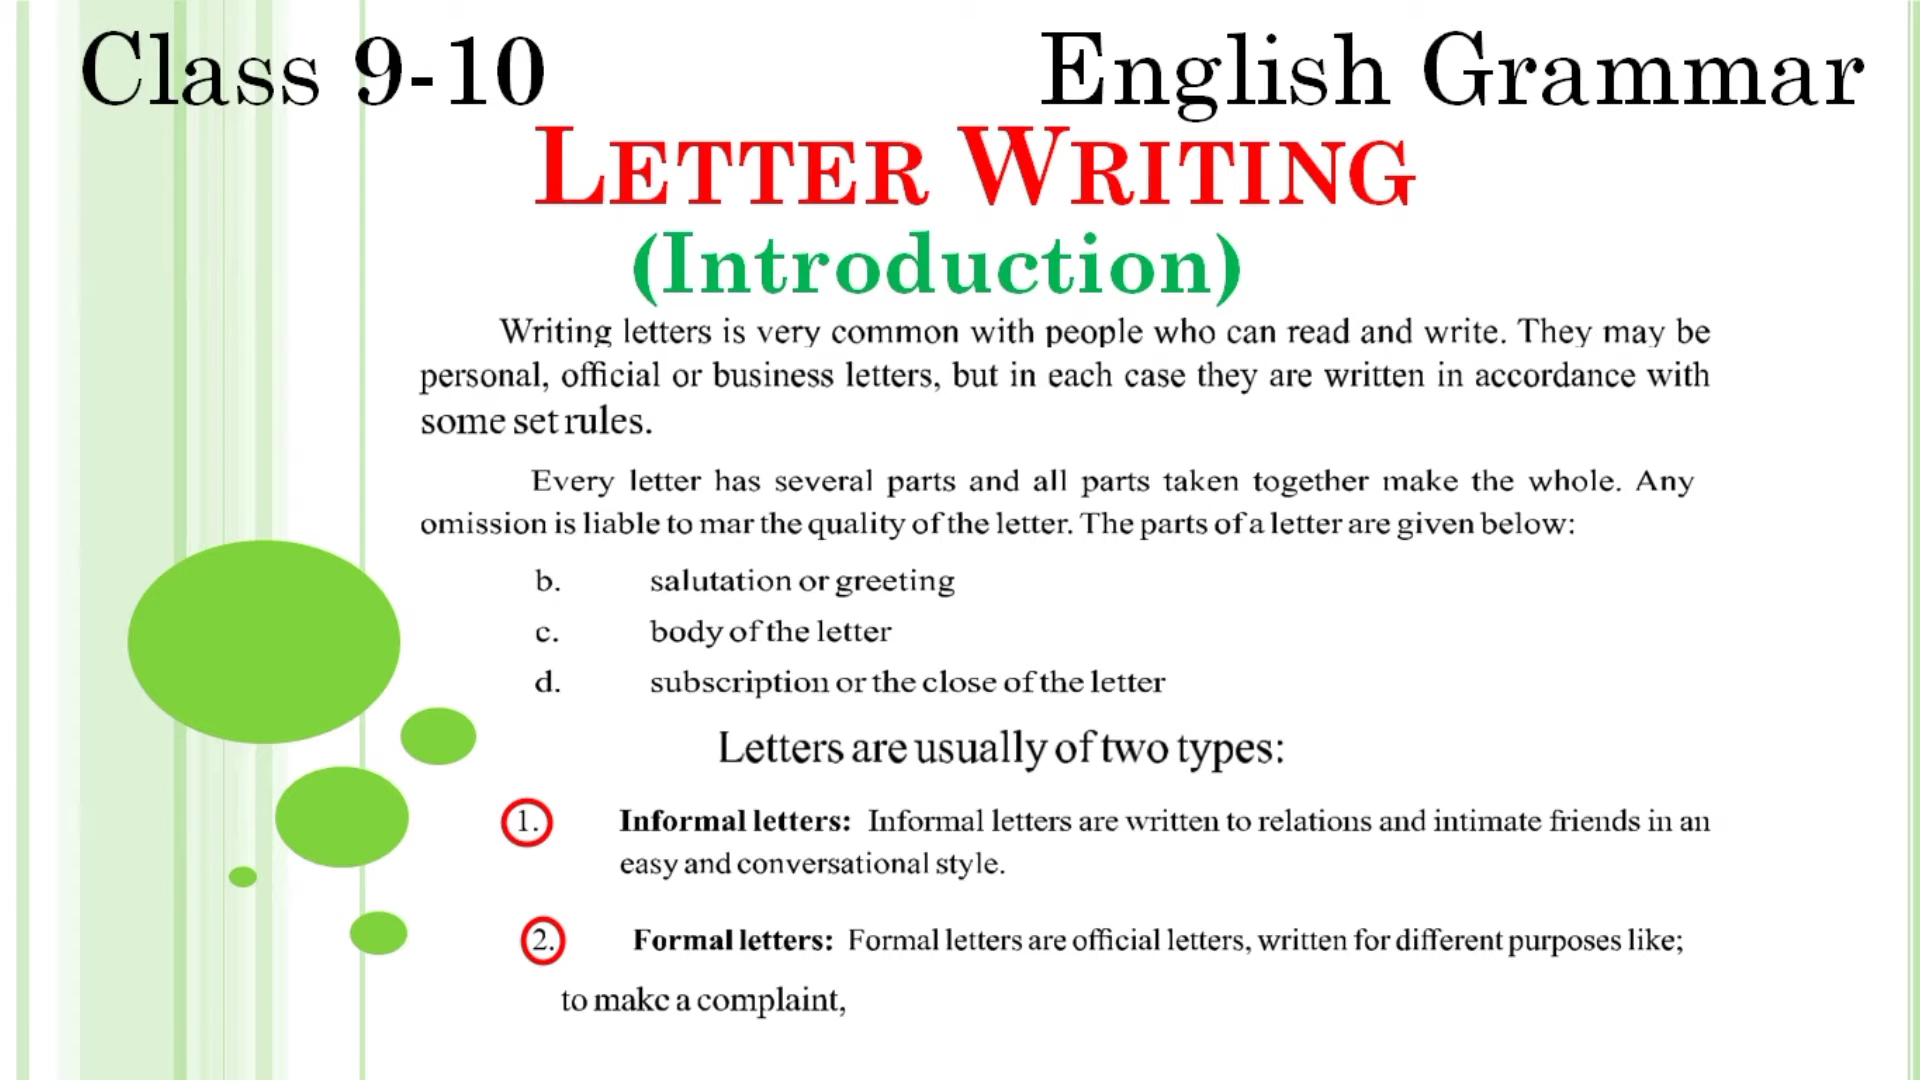 Class 9-10 English Grammar
LETTER WRITING
(Introduction)
Writing letters is very common with people who can read and write. They may be
personal, official or business letters, but in each case they are written in accordance with
some set rules.
Every letter has several parts and all parts taken together make the whole. Any
omission is liable to mar the quality of the letter. The parts of a letter are given below:
b. salutation or greeting
c. body of the letter
d. subscription or the close of the letter
Letters are usually of two types:
1. Informal letters: Informal letters are written to relations and intimate friends in an
easy and conversational style.
2. Formal letters: Formal letters are official letters, written for different purposes like;
to make a complaint,